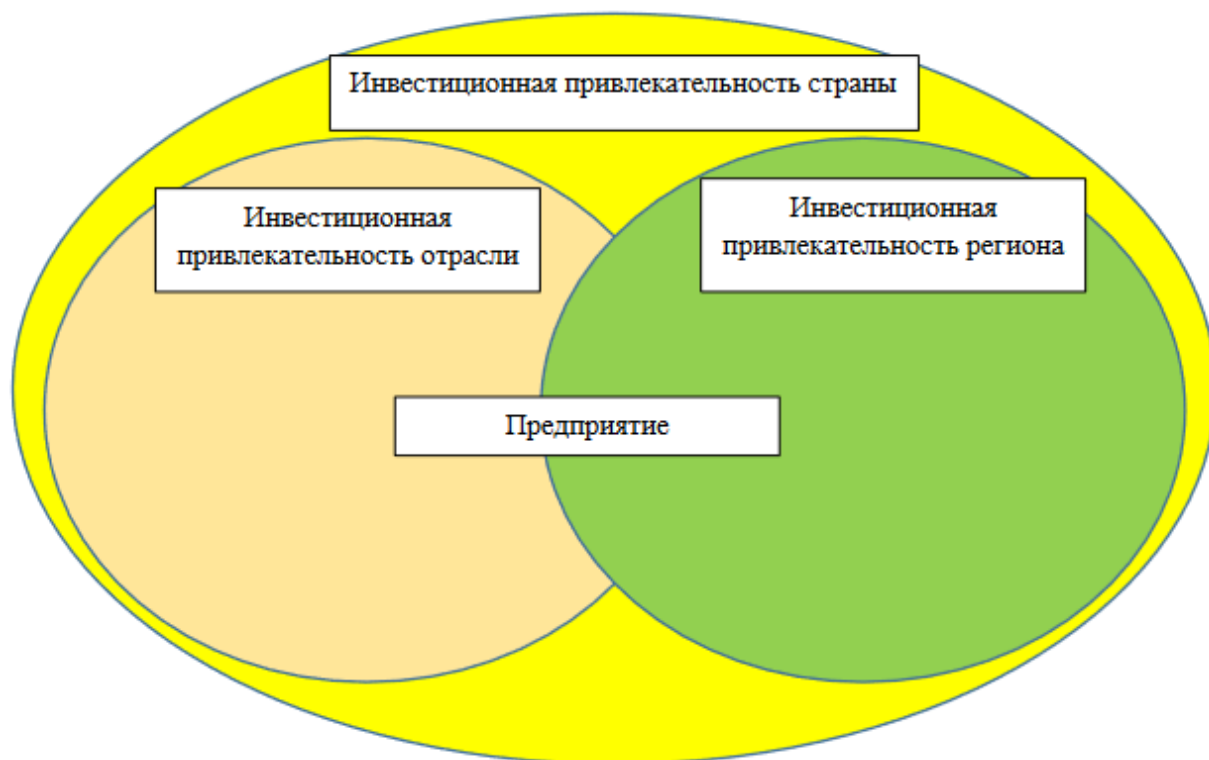 Инвестиционная привлекательность страны
Инвестиционная
привлекательность отрасли
Инвестиционная
привлекательность региона
Предприятие